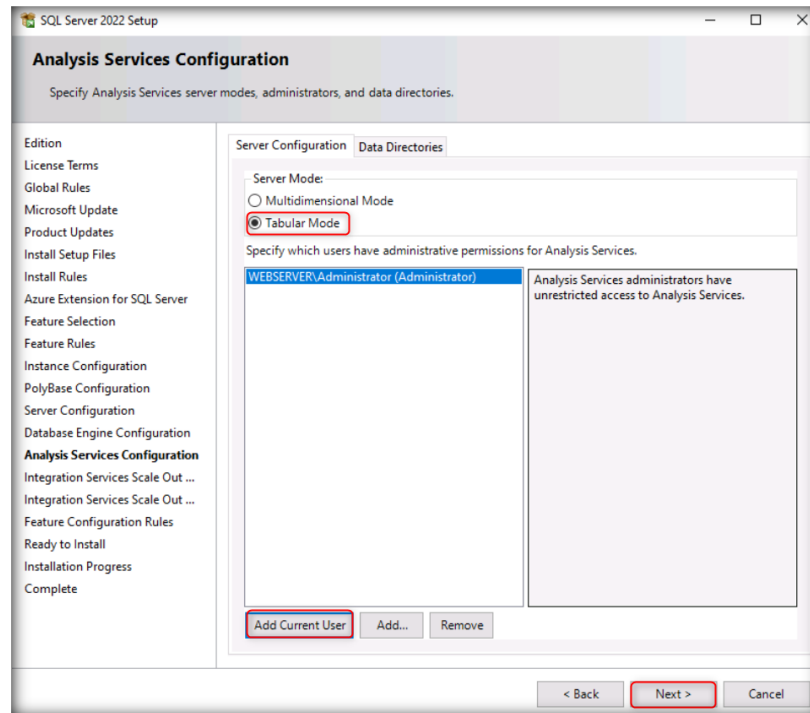 SQL Server 2022 Setup
Analysis Services Configuration
Specify Analysis Services server modes, administrators, and data directories.
Edition
License Terms
Global Rules
Microsoft Update
Product Updates
Install Setup Files
Install Rules
Azure Extension for SQL Server
Feature Selection
Feature Rules
Instance Configuration
PolyBase Configuration
Server Configuration
Database Engine Configuration
Analysis Services Configuration
Integration Services Scale Out ...
Integration Services Scale Out ...
Feature Configuration Rules
Ready to Install
Installation Progress
Complete
Server Configuration Data Directories
Server Mode:
Multidimensional Mode
Tabular Mode
Specify which users have administrative permissions for Analysis Services.
WEBSERVER\Administrator (Administrator)
Analysis Services administrators have
unrestricted access to Analysis Services.
Add Current User Add... Remove
< Back Next > Cancel